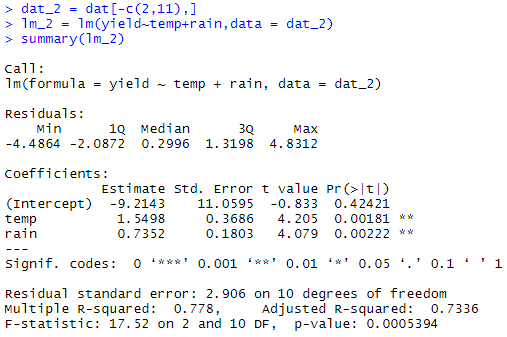 > dat_2 = dat[-c(2,11),]
> lm_2 = lm(yield~temp+rain,data = dat_2)
> summary(lm_2)

Call:
lm(formula = yield ~ temp + rain, data = dat_2)

Residuals:
    Min      1Q  Median      3Q     Max
-4.4864 -2.0872  0.2996  1.3198  4.8312

Coefficients:
            Estimate Std. Error t value Pr(>|t|)
(Intercept)  -9.2143    11.0595  -0.833  0.42421
temp          1.5498     0.3686   4.205  0.00181 **
rain          0.7352     0.1803   4.079  0.00222 **
---
Signif. codes:  0 ‘***’ 0.001 ‘**’ 0.01 ‘*’ 0.05 ‘.’ 0.1 ‘ ’ 1

Residual standard error: 2.906 on 10 degrees of freedom
Multiple R-squared:  0.778,	Adjusted R-squared:  0.7336
F-statistic: 17.52 on 2 and 10 DF,  p-value: 0.0005394